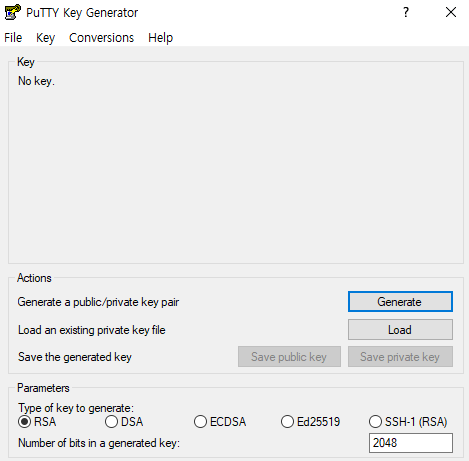 PuTTY Key Generator ?
File Key Conversions Help
Key
No key.
Actions
Generate a public/private key pair Generate
Load an existing private key file Load
Save the generated key Save public key Save private key
Parameters
Type of key to generate:
RSA DSA ECDSA Ed25519 SSH-1 (RSA)
Number of bits in a generated key: 2048